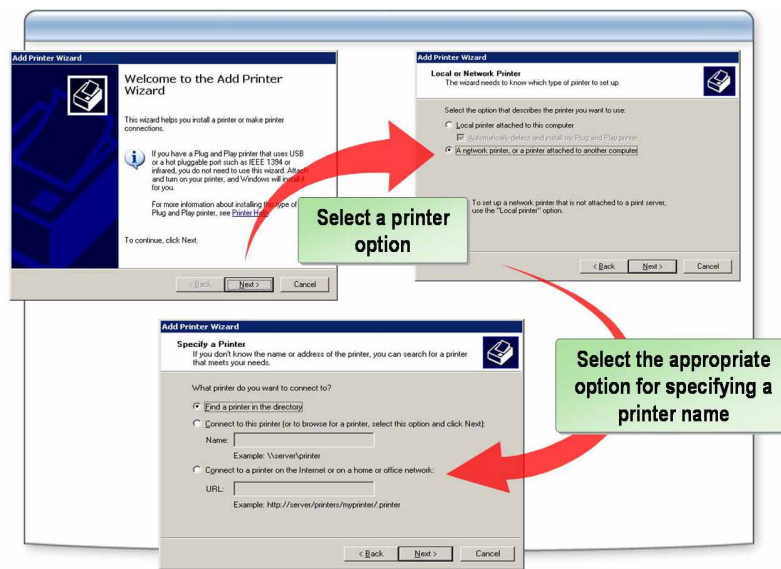 Add Printer Wizard
Welcome to the Add Printer
Wizard
This wizard helps you install a printer or make printer
connections.
If you have a Plug and Play printer that uses USB
or a hot pluggable port such as IEEE 1394 or
infrared, you do not need to use this wizard. Attach
and turn on your printer, and Windows will install it
for you.
For more information about installing this type of
Plug and Play printer, see Printer Help.
To continue, click Next.
< Back
Next >
Cancel
Select a printer
option
Add Printer Wizard
Local or Network Printer
The wizard needs to know which type of printer to set up.
Select the option that describes the printer you want to use:
Local printer attached to this computer
Automatically detect and install my Plug and Play printer
A network printer, or a printer attached to another computer
To set up a network printer that is not attached to a print server,
use the "Local printer" option.
< Back
Next >
Cancel
Select the appropriate
option for specifying a
printer name
Add Printer Wizard
Specify a Printer
If you don't know the name or address of the printer, you can search for a printer
that meets your needs.
What printer do you want to connect to?
Find a printer in the directory
Connect to this printer (or to browse for a printer, select this option and click Next):
Name:
Example: \\server\printer
Connect to a printer on the Internet or on a home or office network:
URL:
Example: http://server/printers/myprinter/.printer
< Back
Next >
Cancel